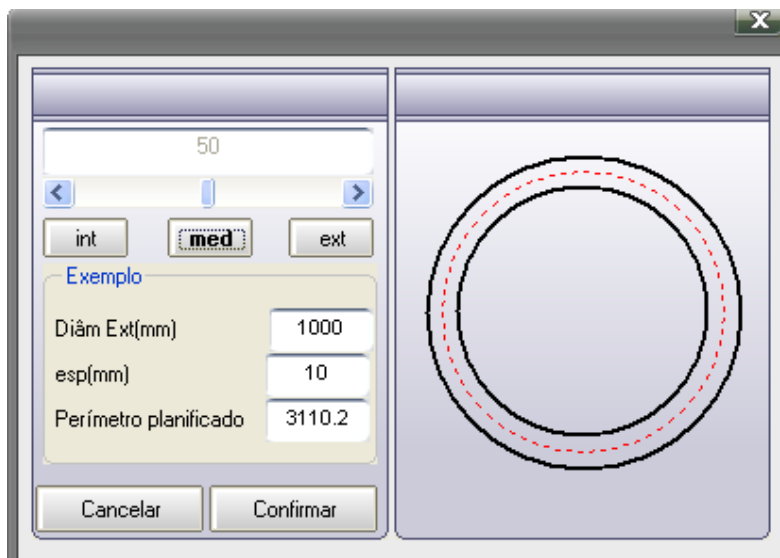 50
int med ext
Exemplo
Diâm Ext(mm) 1000
esp(mm) 10
Perímetro planificado 3110.2
Cancelar Confirmar